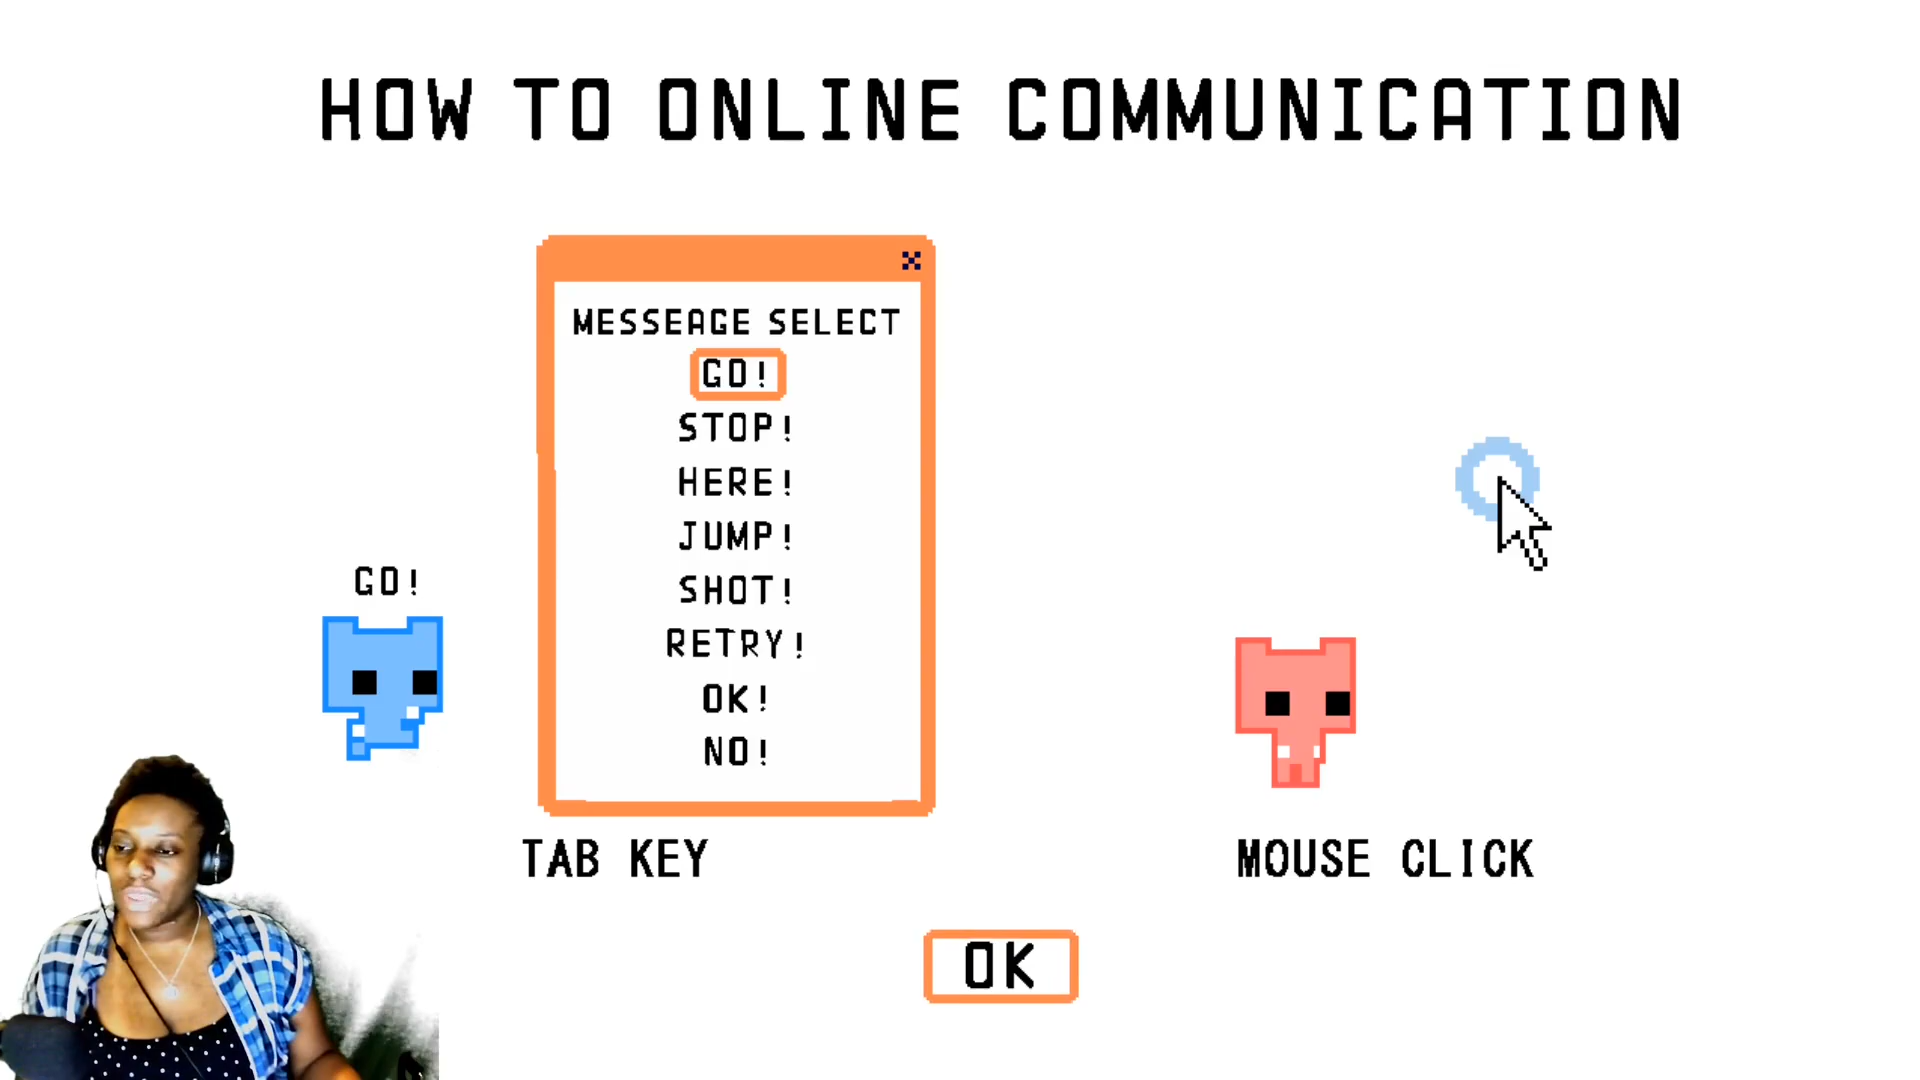 HOW TO ONLINE COMMUNICATION
x
MESSEAGE SELECT
GO!
STOP!
HERE!
JUMP!
SHOT!
RETRY!
OK!
NO!
GO!
TAB KEY
MOUSE CLICK
OK